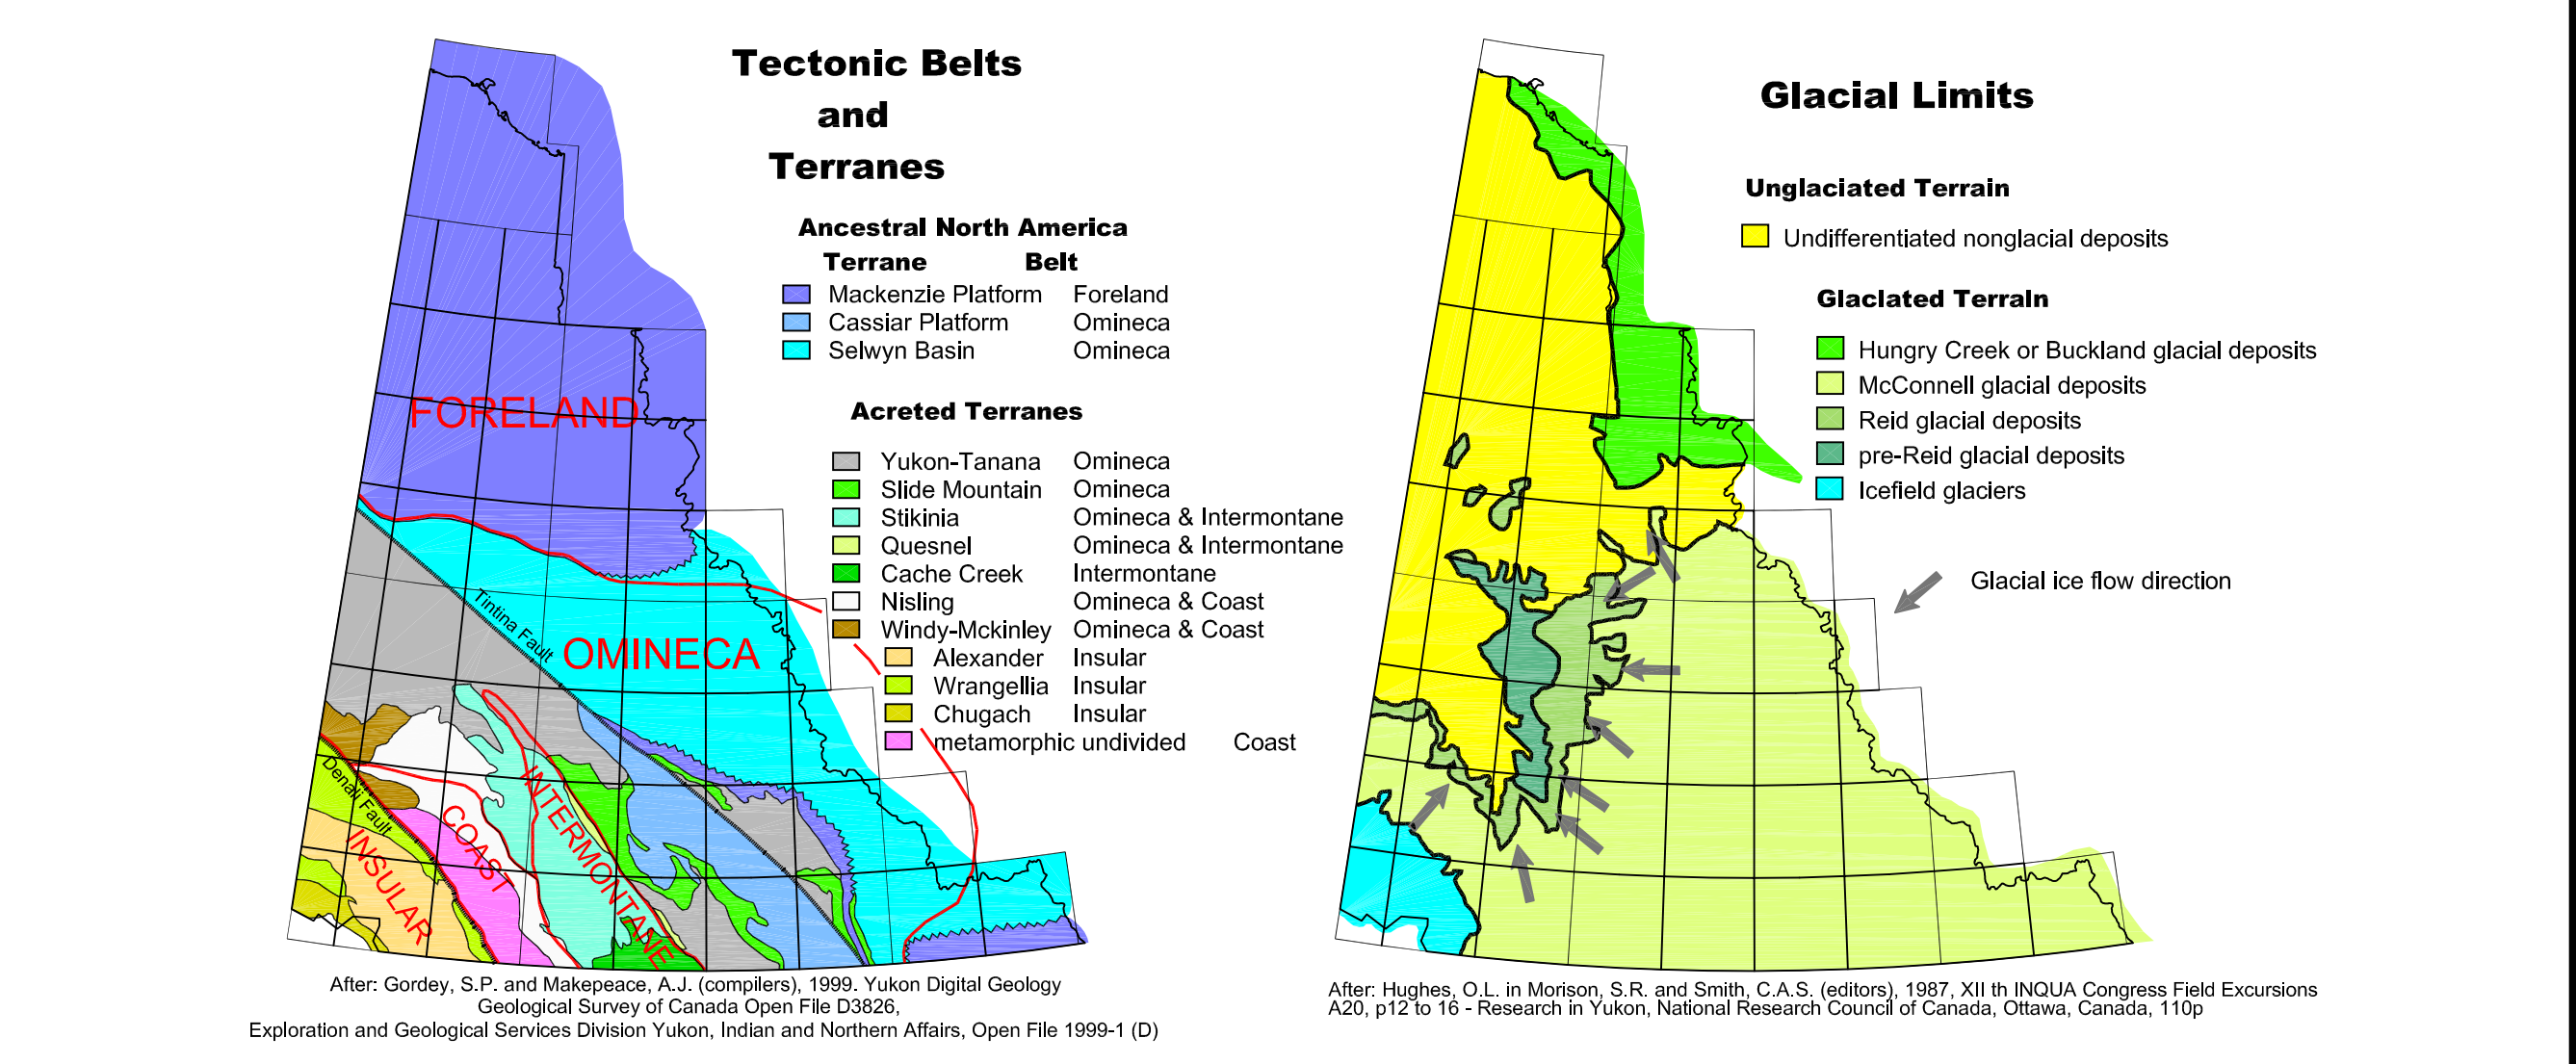 Tectonic Belts
and
Terranes
Ancestral North America
Terrane Belt
Mackenzie Platform Foreland
Cassiar Platform Omineca
Selwyn Basin Omineca
Acreted Terranes
Yukon-Tanana Omineca
Slide Mountain Omineca
Stikinia Omineca & Intermontane
Quesnel Omineca & Intermontane
Cache Creek Intermontane
Nisling Omineca & Coast
Windy-Mckinley Omineca & Coast
Alexander Insular
Wrangellia Insular
Chugach Insular
metamorphic undivided Coast
FORELAND
Tintina Fault
OMINECA
Denali Fault
INTERMONTANE
COAST
INSULAR
After: Gordey, S.P. and Makepeace, A.J. (compilers), 1999. Yukon Digital Geology
Geological Survey of Canada Open File D3826,
Exploration and Geological Services Division Yukon, Indian and Northern Affairs, Open File 1999-1 (D)
Glacial Limits
Unglaciated Terrain
Undifferentiated nonglacial deposits
Glaciated Terrain
Hungry Creek or Buckland glacial deposits
McConnell glacial deposits
Reid glacial deposits
pre-Reid glacial deposits
Icefield glaciers
Glacial ice flow direction
After: Hughes, O.L. in Morison, S.R. and Smith, C.A.S. (editors), 1987, XII th INQUA Congress Field Excursions
A20, p12 to 16 - Research in Yukon, National Research Council of Canada, Ottawa, Canada, 110p